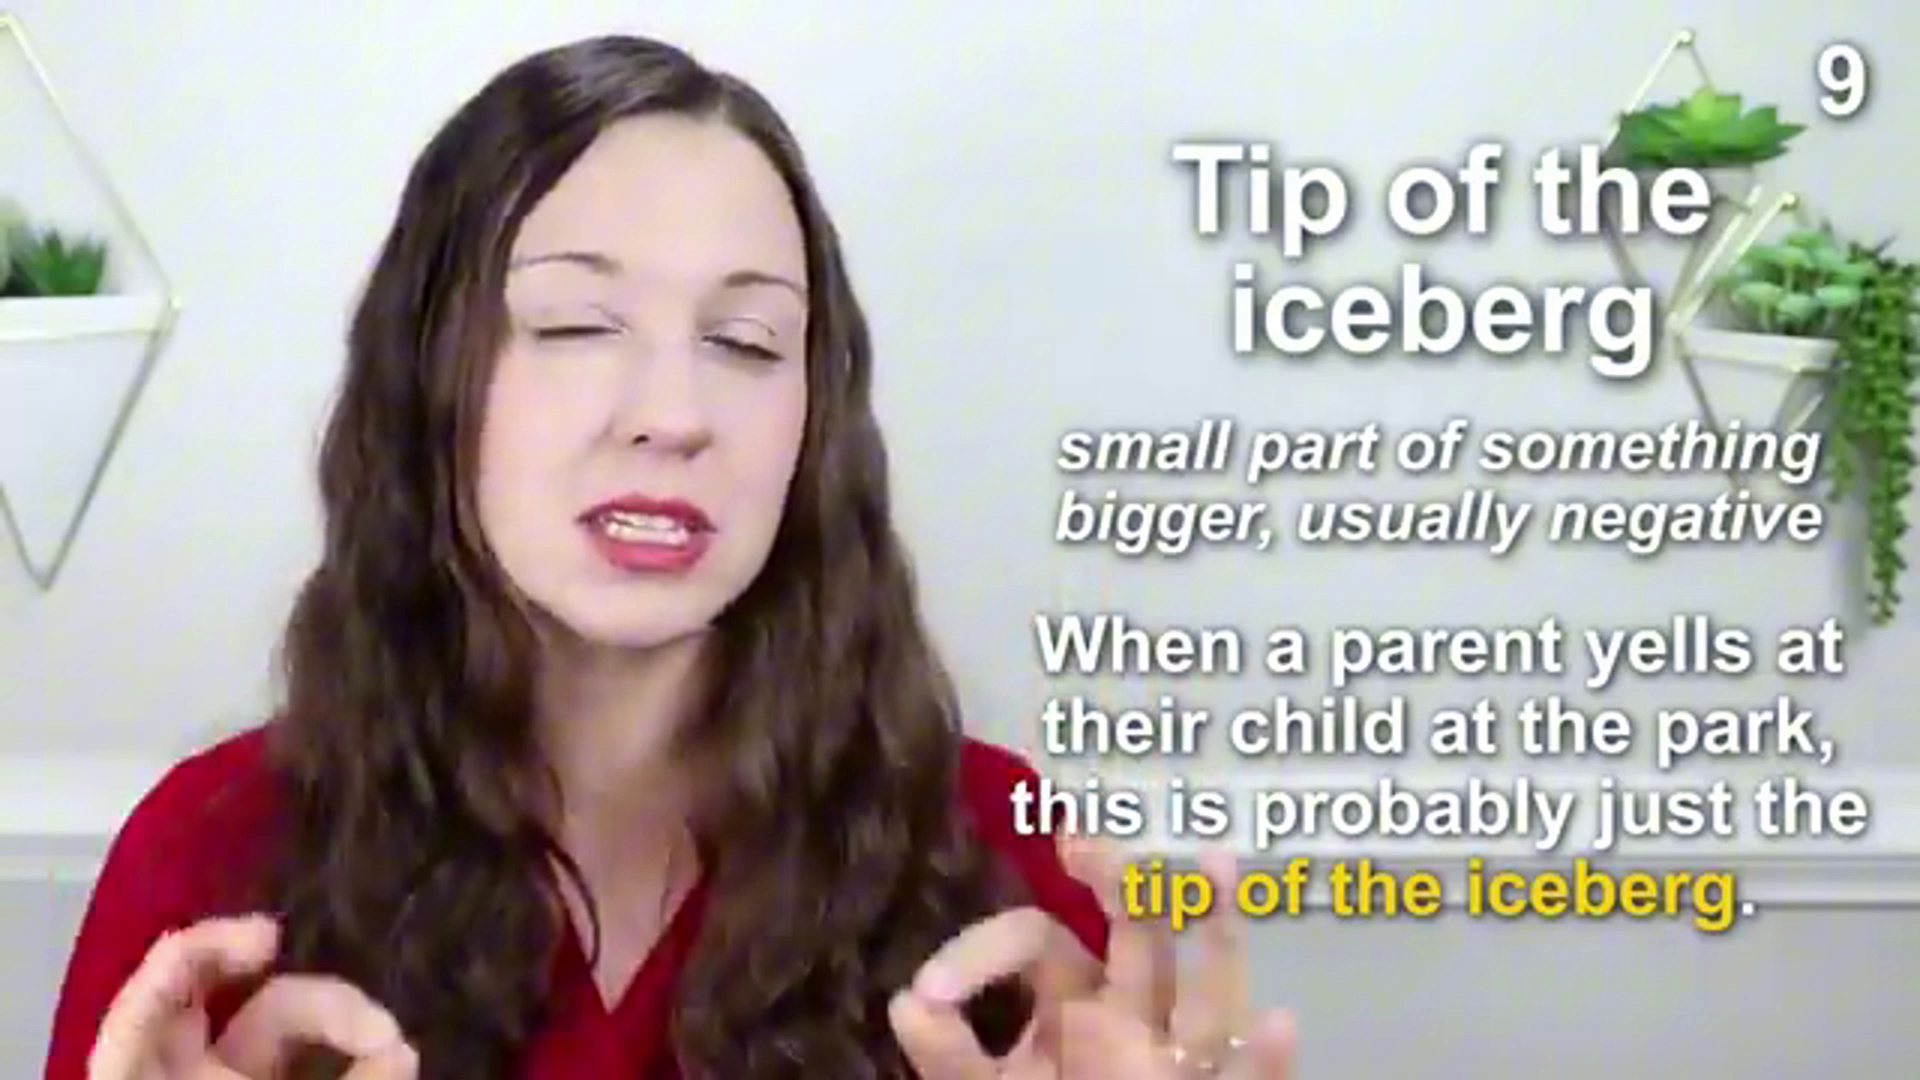 9
Tip of the
iceberg
small part of something
bigger, usually negative
When a parent yells at
their child at the park,
this is probably just the
tip of the iceberg.